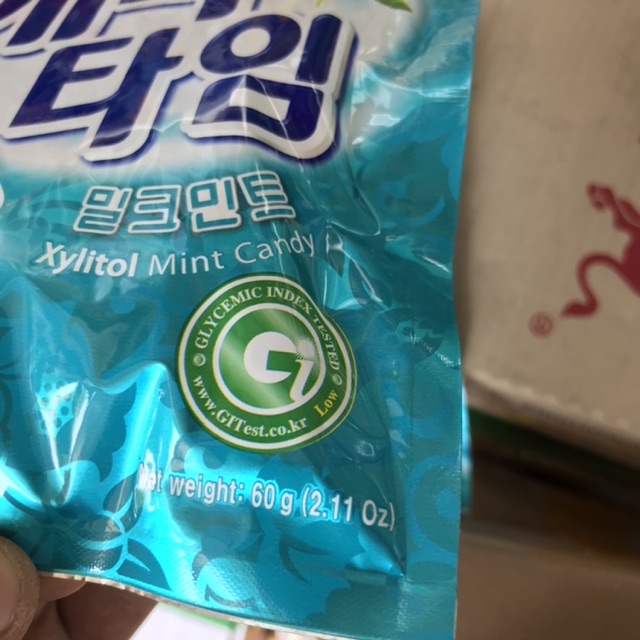 타임
밀크민트
Xylitol Mint Candy
GLYCEMIC INDEX TESTED
Gi
Low
www.GITest.co.kr
Net weight: 60 g (2.11 Oz)
®